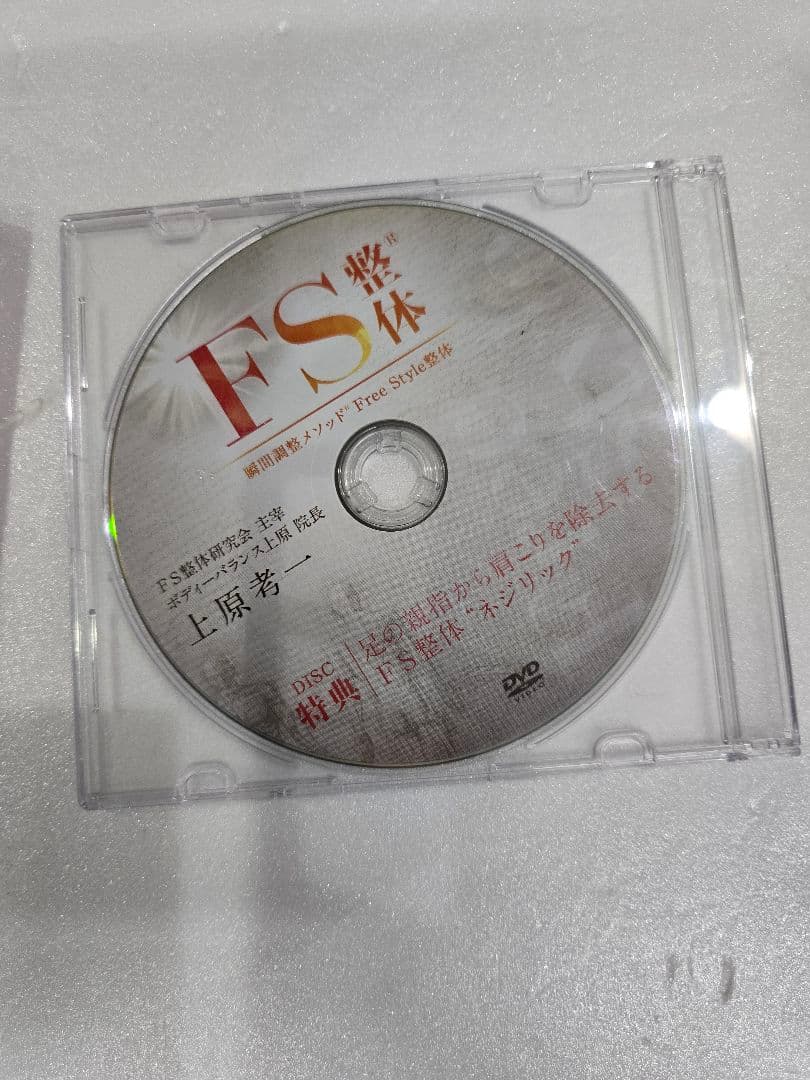 FS整体®
瞬間調整メソッド® Free Style整体
FS整体研究会 主宰
ボディーバランス上原 院長
上原考一
DISC
特典
足の親指から肩こりを除去する
FS整体 “ネジリック”
DVD
VIDEO